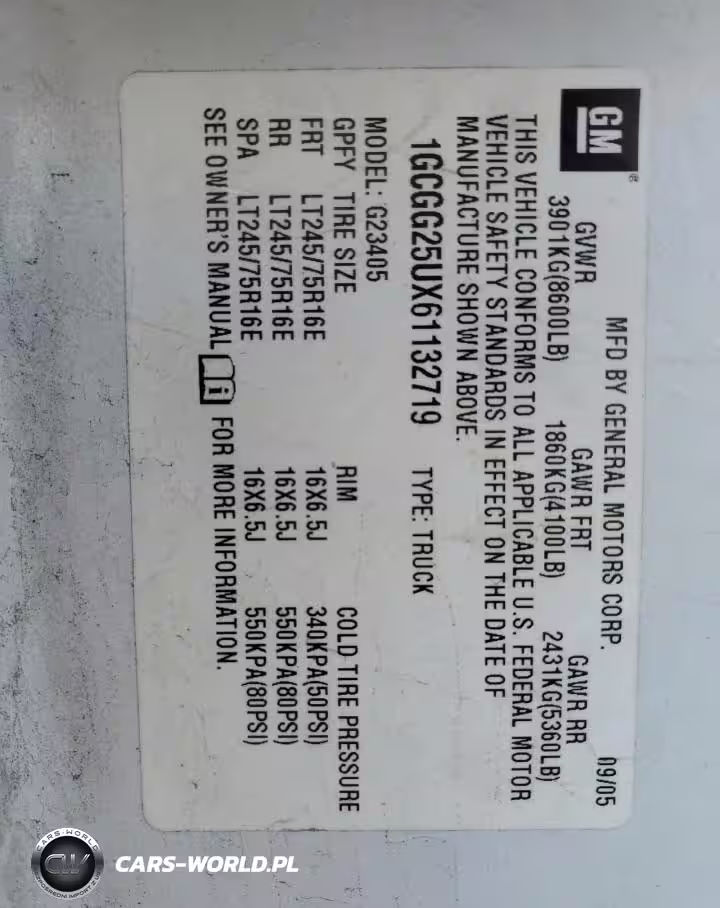 GM®
MFD BY GENERAL MOTORS CORP. 09/05
GVWR GAWR FRT GAWR RR
3901KG(8600LB) 1860KG(4100LB) 2431KG(5360LB)
THIS VEHICLE CONFORMS TO ALL APPLICABLE U.S. FEDERAL MOTOR
VEHICLE SAFETY STANDARDS IN EFFECT ON THE DATE OF
MANUFACTURE SHOWN ABOVE.
1GCGG25UX61132719 TYPE: TRUCK
MODEL: G23405
GPFY TIRE SIZE RIM COLD TIRE PRESSURE
FRT LT245/75R16E 16X6.5J 340KPA(50PSI)
RR LT245/75R16E 16X6.5J 550KPA(80PSI)
SPA LT245/75R16E 16X6.5J 550KPA(80PSI)
SEE OWNER'S MANUAL FOR MORE INFORMATION.
CARS-WORLD
CW
CARS-WORLD.PL